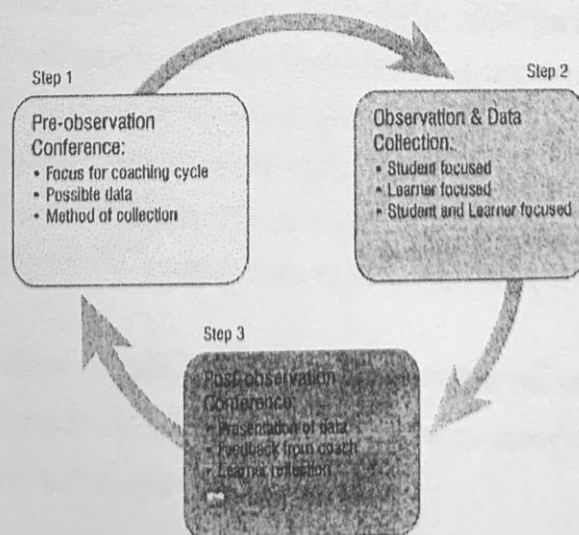 Step 1
Pre-observation
Conference:
• Focus for coaching cycle
• Possible data
• Method of collection
Step 2
Observation & Data
Collection:
• Student focused
• Learner focused
• Student and Learner focused
Step 3
Post-observation
Conference:
• Presentation of data
• Feedback from coach
• Learner reflection